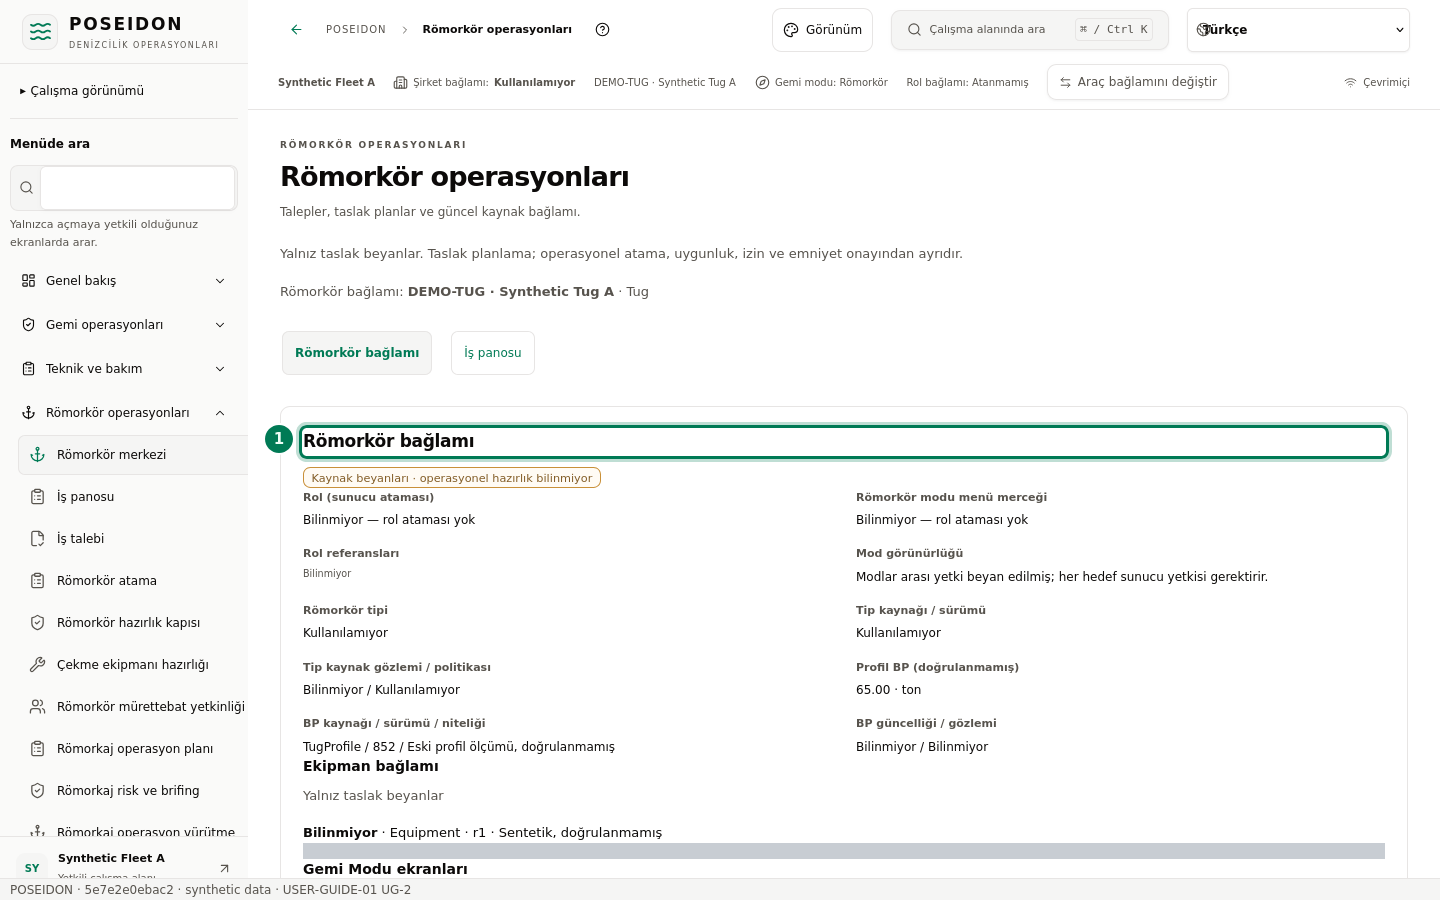 POSEIDON
DENİZCİLİK OPERASYONLARI
▸ Çalışma görünümü
Menüde ara
Yalnızca açmaya yetkili olduğunuz
ekranlarda arar.
Genel bakış
Gemi operasyonları
Teknik ve bakım
Römorkör operasyonları
Römorkör merkezi
İş panosu
İş talebi
Römorkör atama
Römorkör hazırlık kapısı
Çekme ekipmanı hazırlığı
Römorkör mürettebat yetkinliği
Römorkaj operasyon planı
Römorkaj risk ve brifing
Römorkaj operasyon yürütme
SY
Synthetic Fleet A
Yetkili çalışma alanı
POSEIDON
Römorkör operasyonları
Görünüm
Çalışma alanında ara
⌘ / Ctrl K
Türkçe
Synthetic Fleet A
Şirket bağlamı: Kullanılamıyor
DEMO-TUG · Synthetic Tug A
Gemi modu: Römorkör
Rol bağlamı: Atanmamış
Araç bağlamını değiştir
Çevrimiçi
RÖMORKÖR OPERASYONLARI
Römorkör operasyonları
Talepler, taslak planlar ve güncel kaynak bağlamı.
Yalnız taslak beyanlar. Taslak planlama; operasyonel atama, uygunluk, izin ve emniyet onayından ayrıdır.
Römorkör bağlamı: DEMO-TUG · Synthetic Tug A · Tug
Römorkör bağlamı
İş panosu
1
Römorkör bağlamı
Kaynak beyanları · operasyonel hazırlık bilinmiyor
Rol (sunucu ataması)
Bilinmiyor — rol ataması yok
Römorkör modu menü merceği
Bilinmiyor — rol ataması yok
Rol referansları
Bilinmiyor
Mod görünürlüğü
Modlar arası yetki beyan edilmiş; her hedef sunucu yetkisi gerektirir.
Römorkör tipi
Kullanılamıyor
Tip kaynağı / sürümü
Kullanılamıyor
Tip kaynak gözlemi / politikası
Bilinmiyor / Kullanılamıyor
Profil BP (doğrulanmamış)
65.00 · ton
BP kaynağı / sürümü / niteliği
TugProfile / 852 / Eski profil ölçümü, doğrulanmamış
BP güncelliği / gözlemi
Bilinmiyor / Bilinmiyor
Ekipman bağlamı
Yalnız taslak beyanlar
Bilinmiyor · Equipment · r1 · Sentetik, doğrulanmamış
Gemi Modu ekranları
POSEIDON · 5e7e2e0ebac2 · synthetic data · USER-GUIDE-01 UG-2